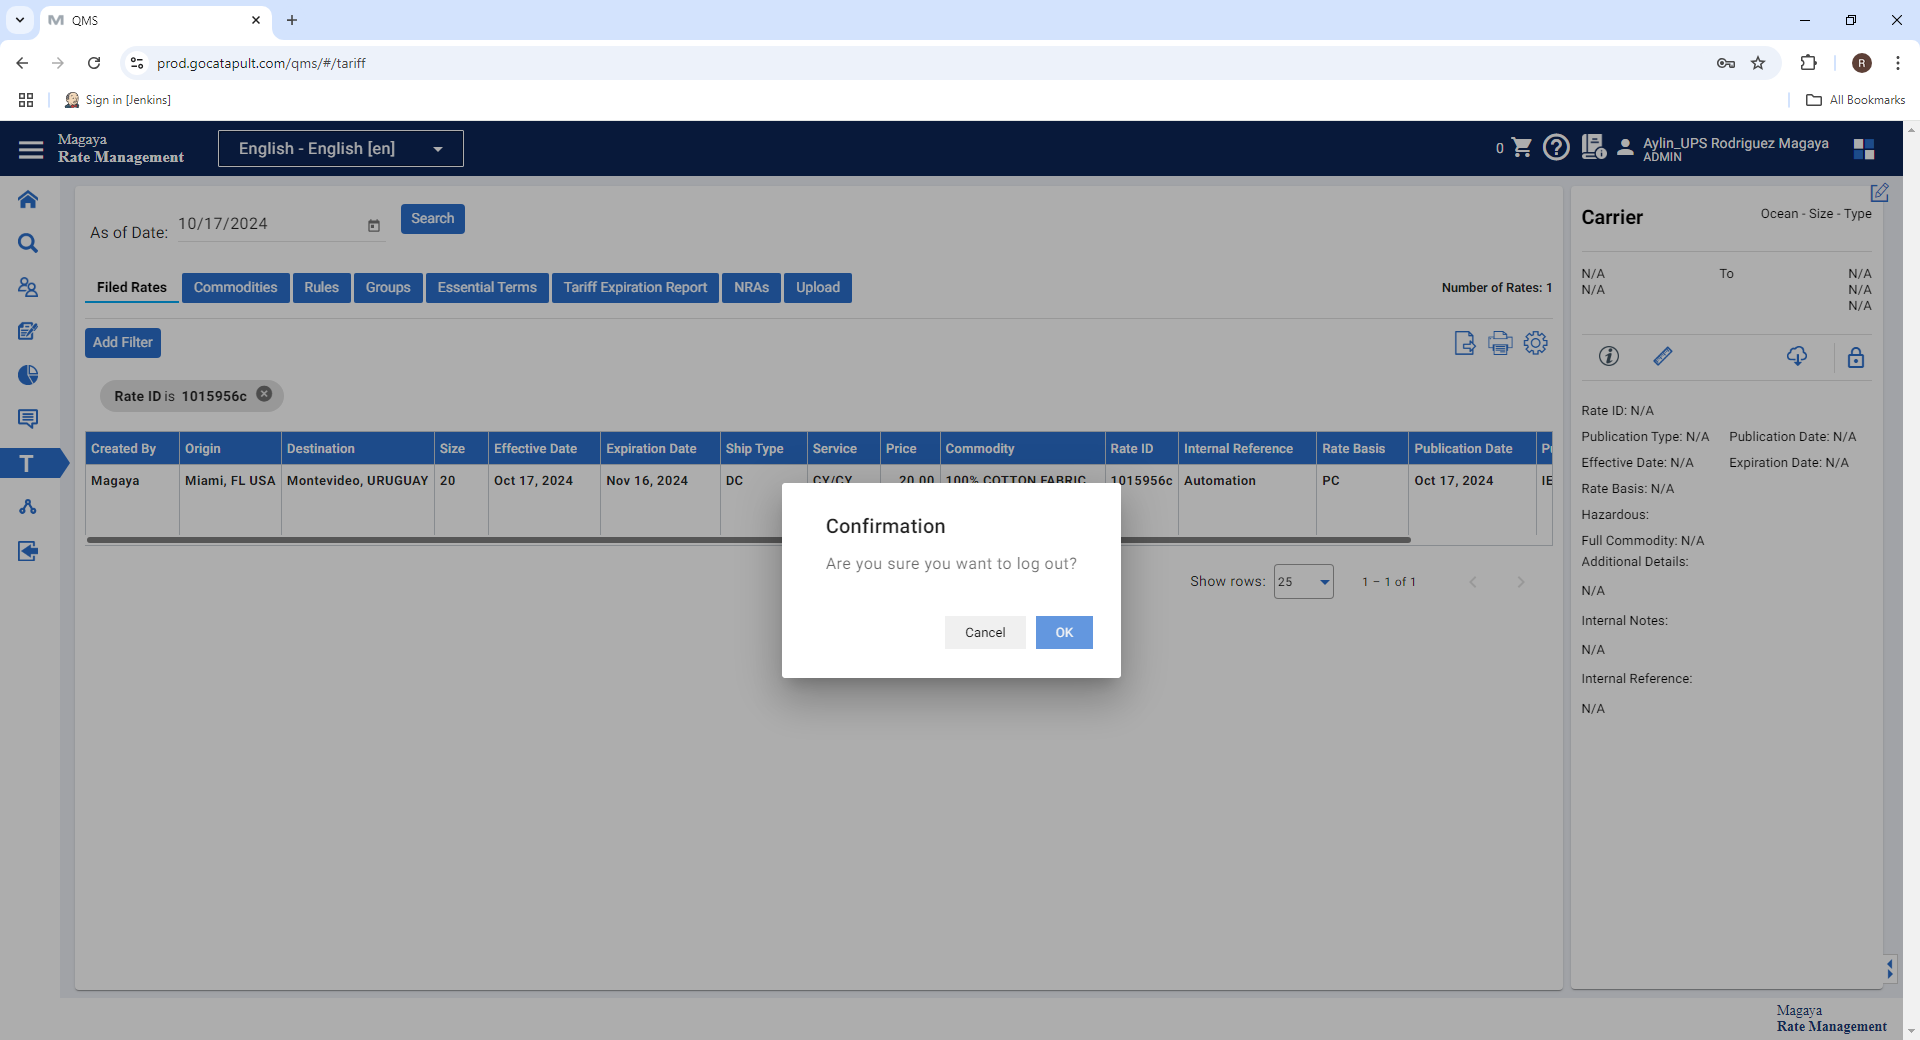 QMS
prod.gocatapult.com/qms/#/tariff
R
Sign in [Jenkins]
All Bookmarks
Magaya
Rate Management
English - English [en]
0
Aylin_UPS Rodriguez Magaya
ADMIN
As of Date:
10/17/2024
Search
Filed Rates
Commodities
Rules
Groups
Essential Terms
Tariff Expiration Report
NRAs
Upload
Number of Rates: 1
Add Filter
Rate ID is 1015956c
Created By Origin Destination Size Effective Date Expiration Date Ship Type Service Price Commodity Rate ID Internal Reference Rate Basis Publication Date
Magaya Miami, FL USA Montevideo, URUGUAY 20 Oct 17, 2024 Nov 16, 2024 DC CY/CY 20.00 100% COTTON FABRIC 1015956c Automation PC Oct 17, 2024
Show rows: 25 1 – 1 of 1
T
Confirmation
Are you sure you want to log out?
Cancel
OK
Carrier
Ocean - Size - Type
N/A To N/A
N/A N/A
N/A
Rate ID: N/A
Publication Type: N/A Publication Date: N/A
Effective Date: N/A Expiration Date: N/A
Rate Basis: N/A
Hazardous:
Full Commodity: N/A
Additional Details:
N/A
Internal Notes:
N/A
Internal Reference:
N/A
Magaya
Rate Management